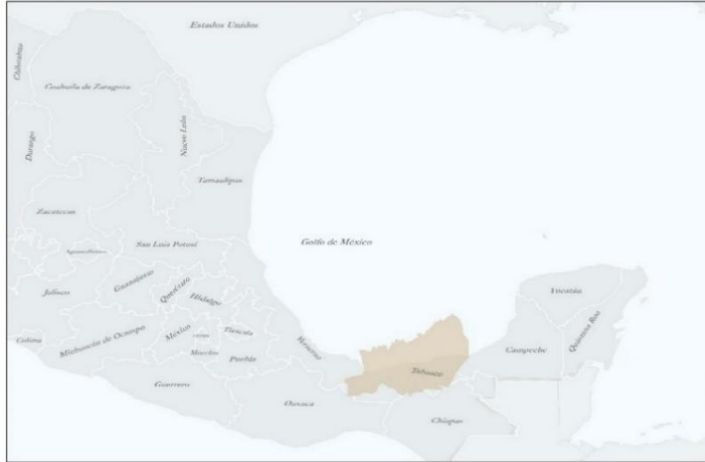 Estados Unidos
Chihuahua
Coahuila de Zaragoza
Nuevo León
Durango
Tamaulipas
Zacatecas
San Luis Potosí
Golfo de México
Aguascalientes
Guanajuato
Querétaro
Hidalgo
Jalisco
Yucatán
Quintana Roo
Colima
Michoacán de Ocampo
México
Tlaxcala
Veracruz
Campeche
Morelos
Puebla
Tabasco
Guerrero
Oaxaca
Chiapas